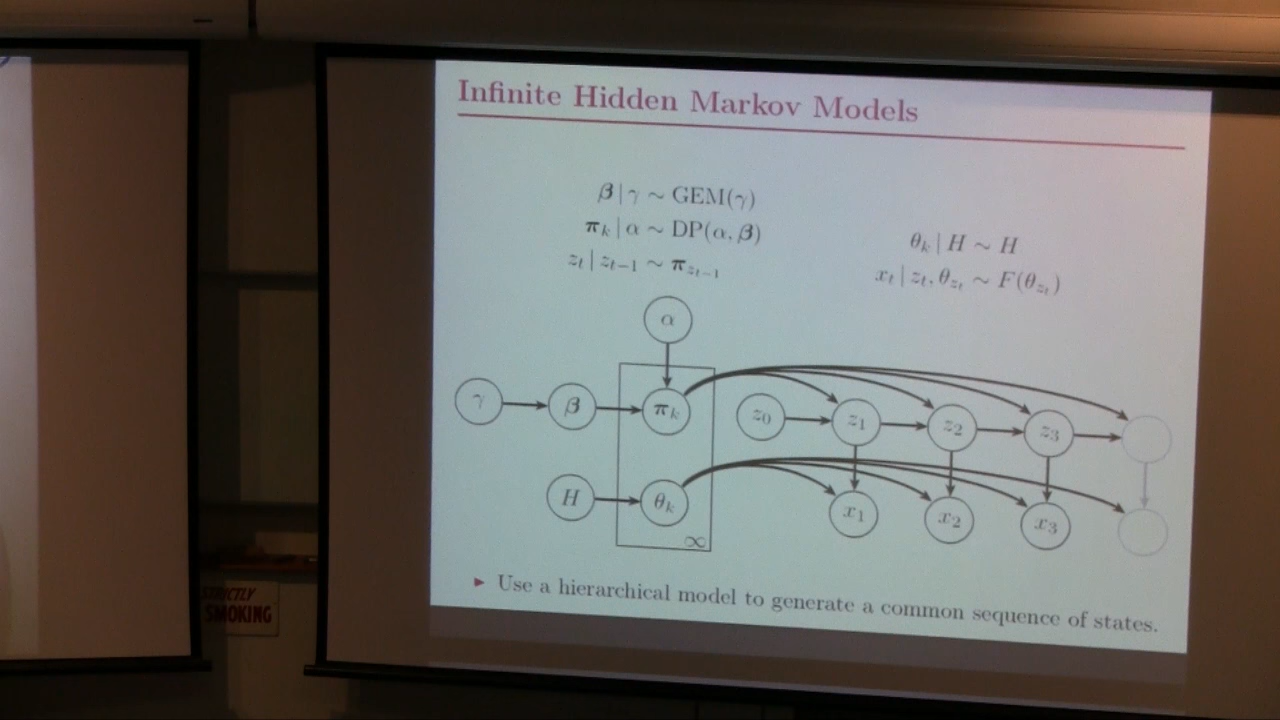 Infinite Hidden Markov Models
β | γ ∼ GEM(γ)
π_k | α ∼ DP(α, β)
z_t | z_{t−1} ∼ π_{z_{t−1}}
θ_k | H ∼ H
x_t | z_t, θ_{z_t} ∼ F(θ_{z_t})
α
γ β π_k z_0 z_1 z_2 z_3
H θ_k x_1 x_2 x_3
∞
▶ Use a hierarchical model to generate a common sequence of states.
STRICTLY
SMOKING